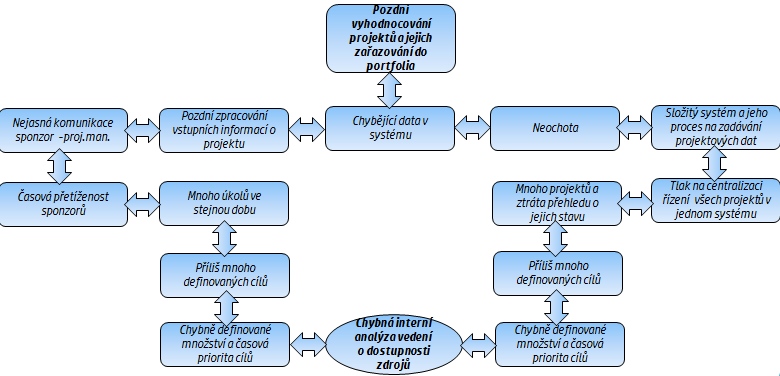 Pozdní
vyhodnocování
projektů a jejich
zařazování do
portfolia
Nejasná komunikace
sponzor -proj.man.
Pozdní zpracování
vstupních informací o
projektu
Chybějící data v
systému
Neochota
Složitý systém a jeho
proces na zadávání
projektových dat
Časová přetíženost
sponzorů
Mnoho úkolů ve
stejnou dobu
Mnoho projektů a
ztráta přehledu o
jejich stavu
Tlak na centralizaci
řízení všech projektů v
jednom systému
Příliš mnoho
definovaných cílů
Příliš mnoho
definovaných cílů
Chybně definované
množství a časová
priorita cílů
Chybná interní
analýza vedení
o dostupnosti
zdrojů
Chybně definované
množství a časová
priorita cílů